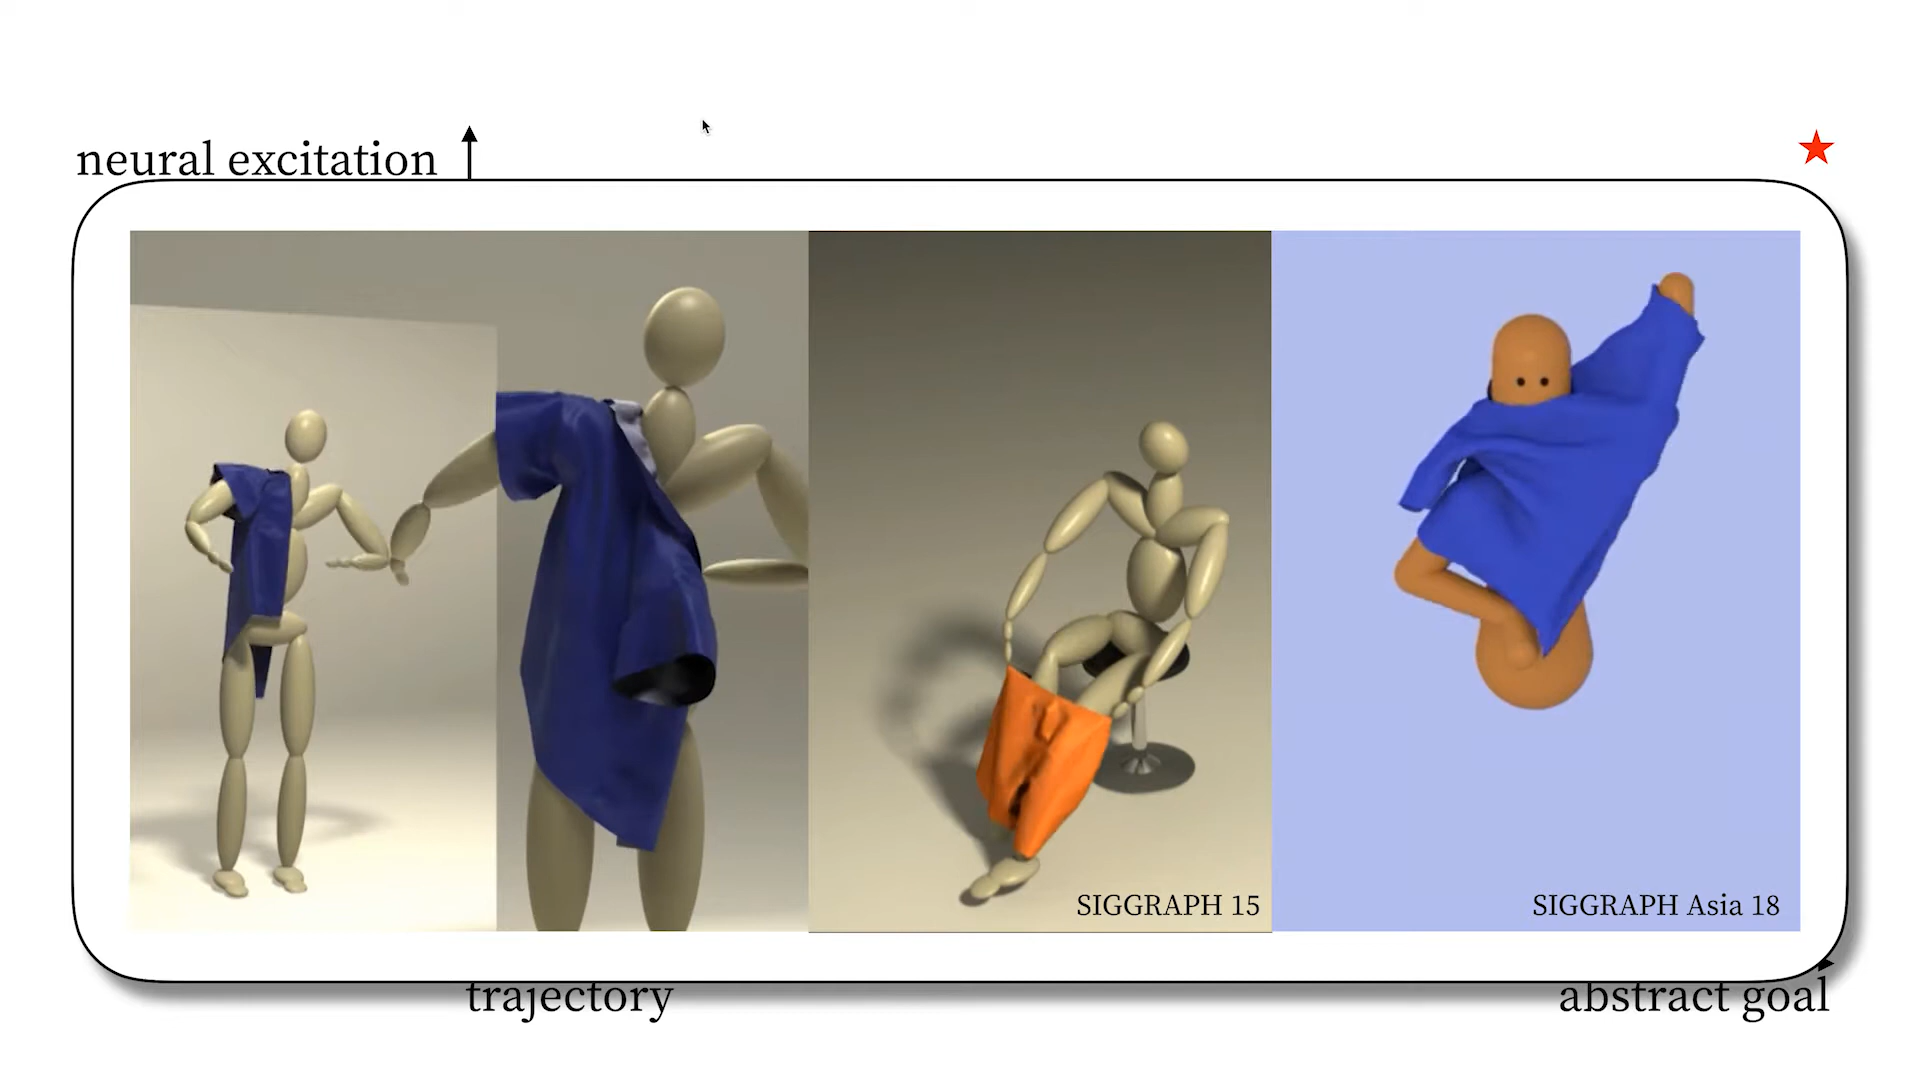 neural excitation
SIGGRAPH 15
SIGGRAPH Asia 18
trajectory
abstract goal